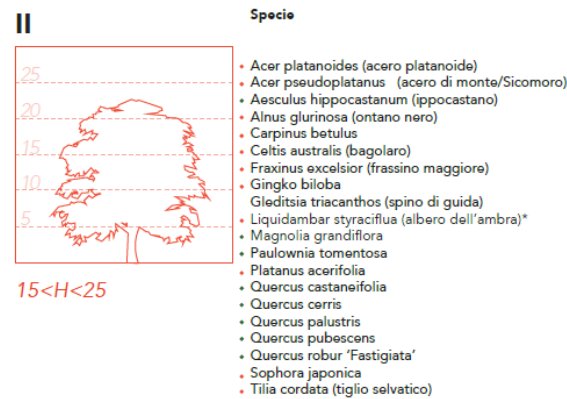 II
Specie
25
20
15
10
5
15<H<25
Acer platanoides (acero platanoide)
Acer pseudoplatanus (acero di monte/Sicomoro)
Aesculus hippocastanum (ippocastano)
Alnus glurinosa (ontano nero)
Carpinus betulus
Celtis australis (bagolaro)
Fraxinus excelsior (frassino maggiore)
Gingko biloba
Gleditsia triacanthos (spino di guida)
Liquidambar styraciflua (albero dell'ambra)*
Magnolia grandiflora
Paulownia tomentosa
Platanus acerifolia
Quercus castaneifolia
Quercus cerris
Quercus palustris
Quercus pubescens
Quercus robur 'Fastigiata'
Sophora japonica
Tilia cordata (tiglio selvatico)